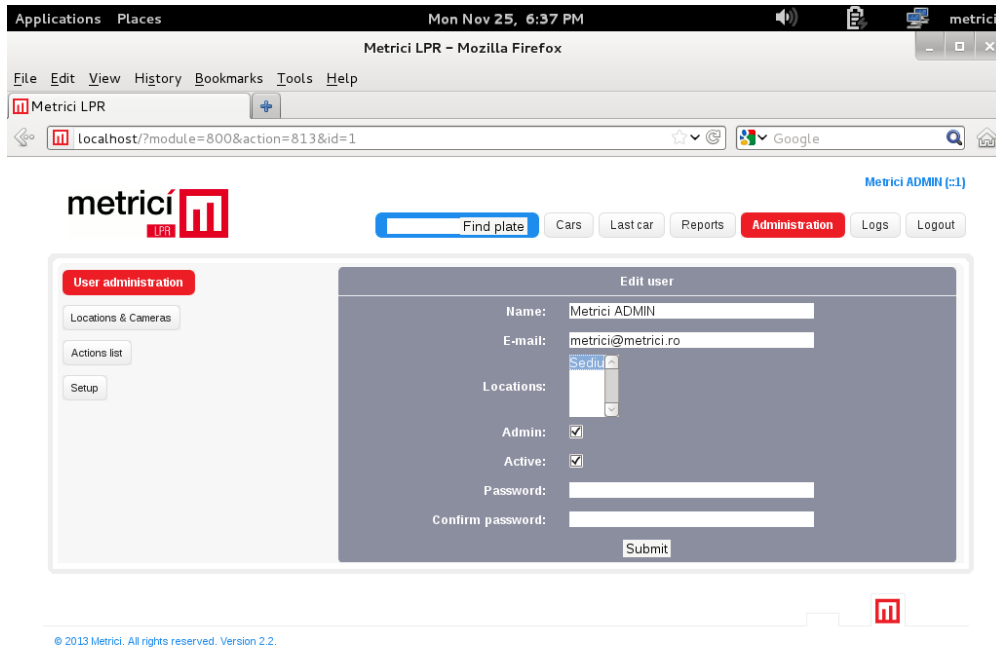 Applications Places Mon Nov 25, 6:37 PM metrici
Metrici LPR – Mozilla Firefox
File Edit View History Bookmarks Tools Help
Metrici LPR
localhost/?module=800&action=813&id=1 Google
Metrici ADMIN (::1)
metricí
LPR
Find plate Cars Last car Reports Administration Logs Logout
User administration
Locations & Cameras
Actions list
Setup
Edit user
Name: Metrici ADMIN
E-mail: metrici@metrici.ro
Locations: Sediu
Admin:
Active:
Password:
Confirm password:
Submit
© 2013 Metrici. All rights reserved. Version 2.2.